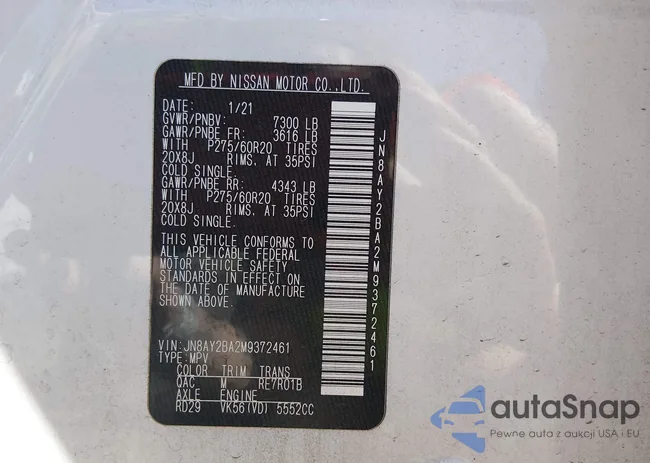 MFD BY NISSAN MOTOR CO.,LTD.
DATE: 1/21
GVWR/PNBV: 7300 LB
GAWR/PNBE FR: 3616 LB
WITH P275/60R20 TIRES
20X8J RIMS, AT 35PSI
COLD SINGLE.
GAWR/PNBE RR: 4343 LB
WITH P275/60R20 TIRES
20X8J RIMS, AT 35PSI
COLD SINGLE.
THIS VEHICLE CONFORMS TO
ALL APPLICABLE FEDERAL
MOTOR VEHICLE SAFETY
STANDARDS IN EFFECT ON
THE DATE OF MANUFACTURE
SHOWN ABOVE.
VIN: JN8AY2BA2M9372461
TYPE: MPV
COLOR TRIM TRANS
QAC M RE7R01B
AXLE ENGINE
RD29 VK56(VD) 5552CC
JN8AY2BA2M9372461
autaSnap
Pewne auta z aukcji USA i EU